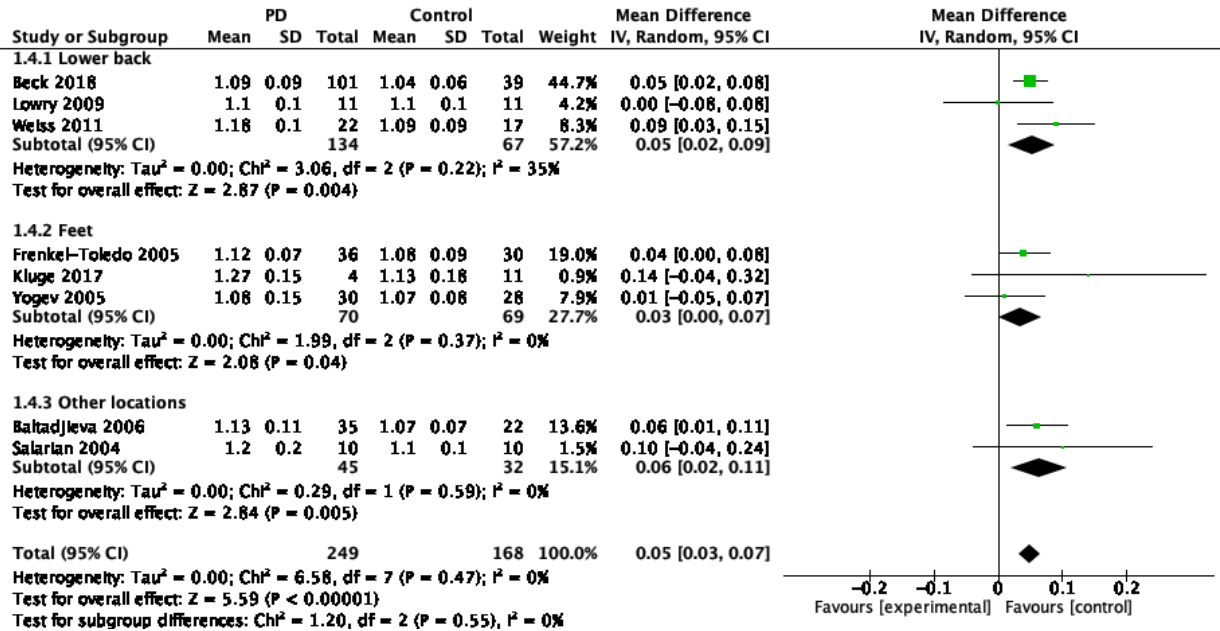 PD Control Mean Difference Mean Difference
Study or Subgroup Mean SD Total Mean SD Total Weight IV, Random, 95% CI IV, Random, 95% CI
1.4.1 Lower back
Beck 2018 1.09 0.09 101 1.04 0.06 39 44.7% 0.05 [0.02, 0.08]
Lowry 2009 1.1 0.1 11 1.1 0.1 11 4.2% 0.00 [−0.08, 0.08]
Weiss 2011 1.18 0.1 22 1.09 0.09 17 8.3% 0.09 [0.03, 0.15]
Subtotal (95% CI) 134 67 57.2% 0.05 [0.02, 0.09]
Heterogeneity: Tau² = 0.00; Chi² = 3.06, df = 2 (P = 0.22); I² = 35%
Test for overall effect: Z = 2.87 (P = 0.004)
1.4.2 Feet
Frenkel−Toledo 2005 1.12 0.07 36 1.08 0.09 30 19.0% 0.04 [0.00, 0.08]
Kluge 2017 1.27 0.15 4 1.13 0.18 11 0.9% 0.14 [−0.04, 0.32]
Yogev 2005 1.08 0.15 30 1.07 0.08 28 7.9% 0.01 [−0.05, 0.07]
Subtotal (95% CI) 70 69 27.7% 0.03 [0.00, 0.07]
Heterogeneity: Tau² = 0.00; Chi² = 1.99, df = 2 (P = 0.37); I² = 0%
Test for overall effect: Z = 2.08 (P = 0.04)
1.4.3 Other locations
Baltadjieva 2006 1.13 0.11 35 1.07 0.07 22 13.6% 0.06 [0.01, 0.11]
Salarian 2004 1.2 0.2 10 1.1 0.1 10 1.5% 0.10 [−0.04, 0.24]
Subtotal (95% CI) 45 32 15.1% 0.06 [0.02, 0.11]
Heterogeneity: Tau² = 0.00; Chi² = 0.29, df = 1 (P = 0.59); I² = 0%
Test for overall effect: Z = 2.84 (P = 0.005)
Total (95% CI) 249 168 100.0% 0.05 [0.03, 0.07]
Heterogeneity: Tau² = 0.00; Chi² = 6.58, df = 7 (P = 0.47); I² = 0%
Test for overall effect: Z = 5.59 (P < 0.00001)
Test for subgroup differences: Chi² = 1.20, df = 2 (P = 0.55), I² = 0%
−0.2 −0.1 0 0.1 0.2
Favours [experimental] Favours [control]